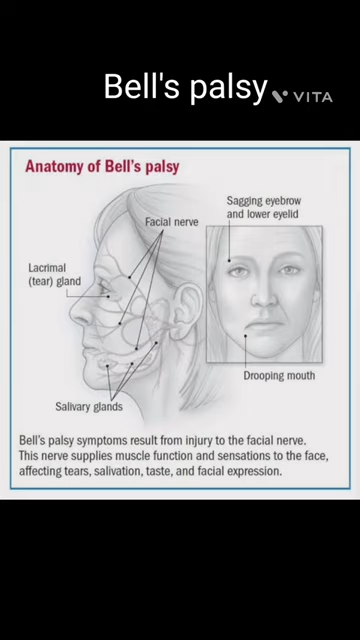 Bell's palsy
VITA
Anatomy of Bell's palsy
Sagging eyebrow
and lower eyelid
Facial nerve
Lacrimal
(tear) gland
Drooping mouth
Salivary glands
Bell's palsy symptoms result from injury to the facial nerve.
This nerve supplies muscle function and sensations to the face,
affecting tears, salivation, taste, and facial expression.